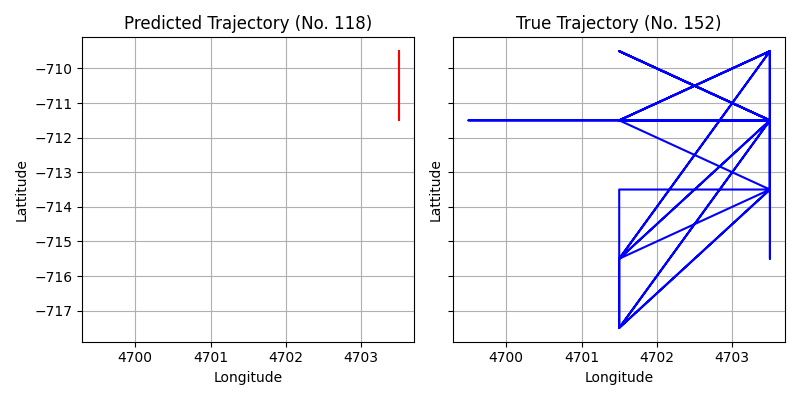 Predicted Trajectory (No. 118)
True Trajectory (No. 152)
−710
−711
−712
−713
−714
−715
−716
−717
Lattitude
Lattitude
4700 4701 4702 4703
4700 4701 4702 4703
Longitude
Longitude